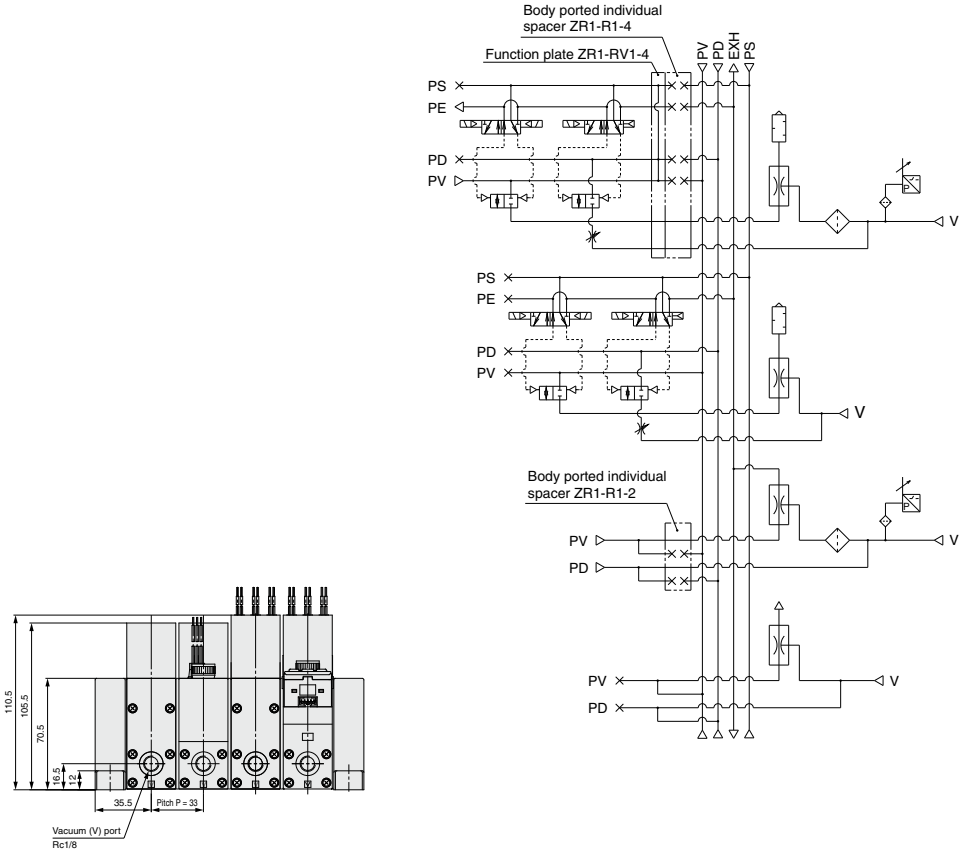 Body ported individual
spacer ZR1-R1-4
Function plate ZR1-RV1-4
PV
PD
EXH
PS
PS
PE
PD
PV
P
V
PS
PE
PD
PV
V
Body ported individual
spacer ZR1-R1-2
P
PV
V
PD
PV
V
PD
110.5
105.5
70.5
16.5
12
35.5
Pitch P = 33
Vacuum (V) port
Rc1/8